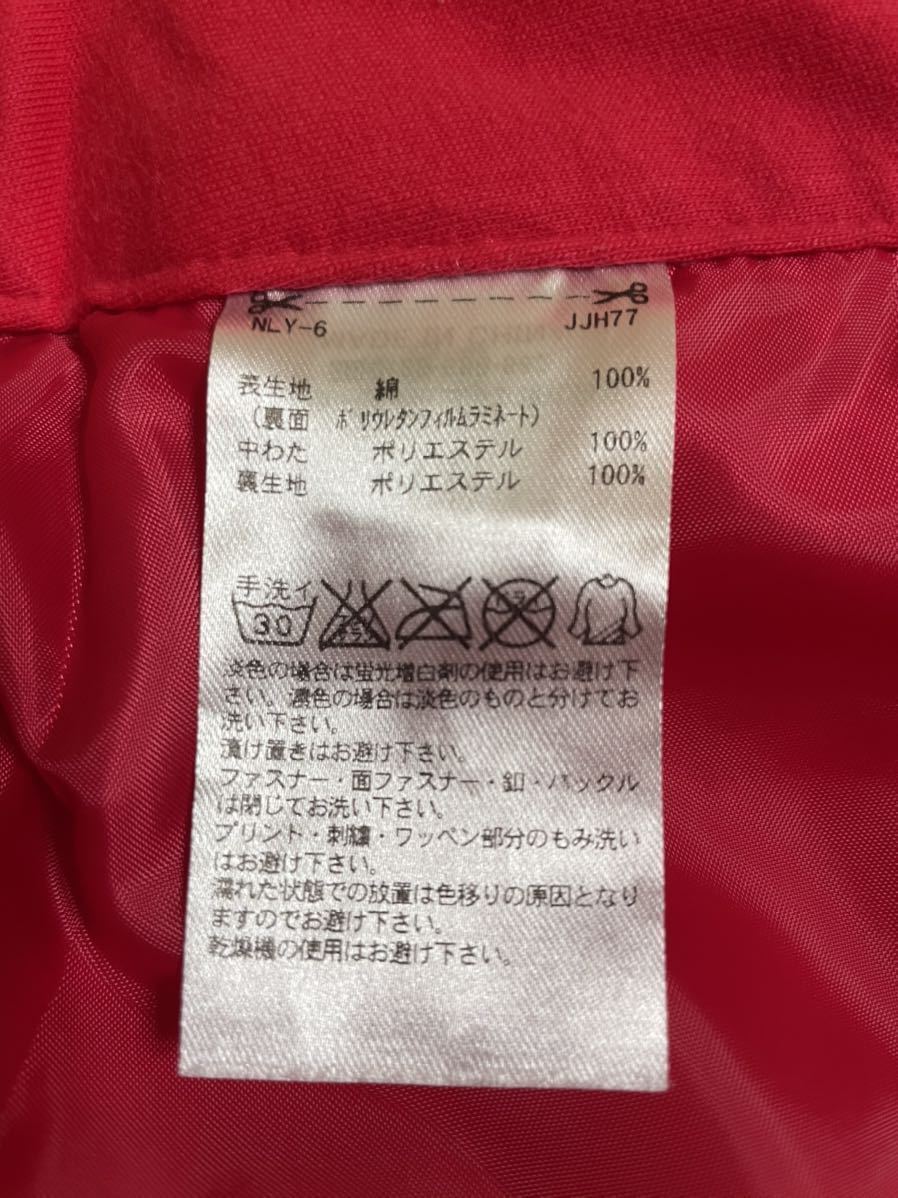 NLY-6 JJH77
表生地 綿 100%
(裏面 ポリウレタンフィルムラミネート)
中わた ポリエステル 100%
裏生地 ポリエステル 100%
手洗イ
30
エンソ
サラシ
ドライ
淡色の場合は蛍光増白剤の使用はお避け下
さい。濃色の場合は淡色のものと分けてお
洗い下さい。
漬け置きはお避け下さい。
ファスナー・面ファスナー・釦・バックル
は閉じてお洗い下さい。
プリント・刺繍・ワッペン部分のもみ洗い
はお避け下さい。
濡れた状態での放置は色移りの原因となり
ますのでお避け下さい。
乾燥機の使用はお避け下さい。